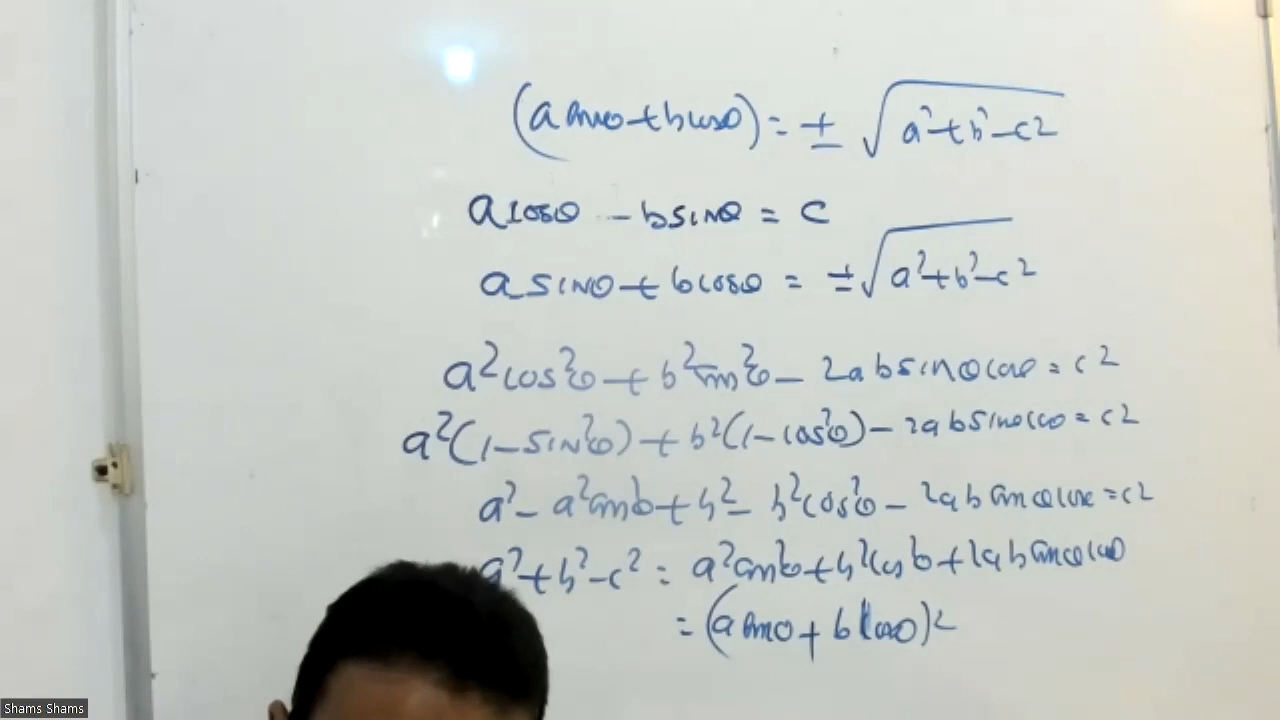 (a sinθ + b cosθ) = ± √(a² + b² - c²)
a cosθ - b sinθ = c
a sinθ + b cosθ = ± √(a² + b² - c²)
a² cos²θ + b² sin²θ - 2ab sinθ cosθ = c²
a²(1 - sin²θ) + b²(1 - cos²θ) - 2ab sinθ cosθ = c²
a² - a² sin²θ + b² - b² cos²θ - 2ab sinθ cosθ = c²
a² + b² - c² = a² sin²θ + b² cos²θ + 2ab sinθ cosθ
= (a sinθ + b cosθ)²
Shams Shams